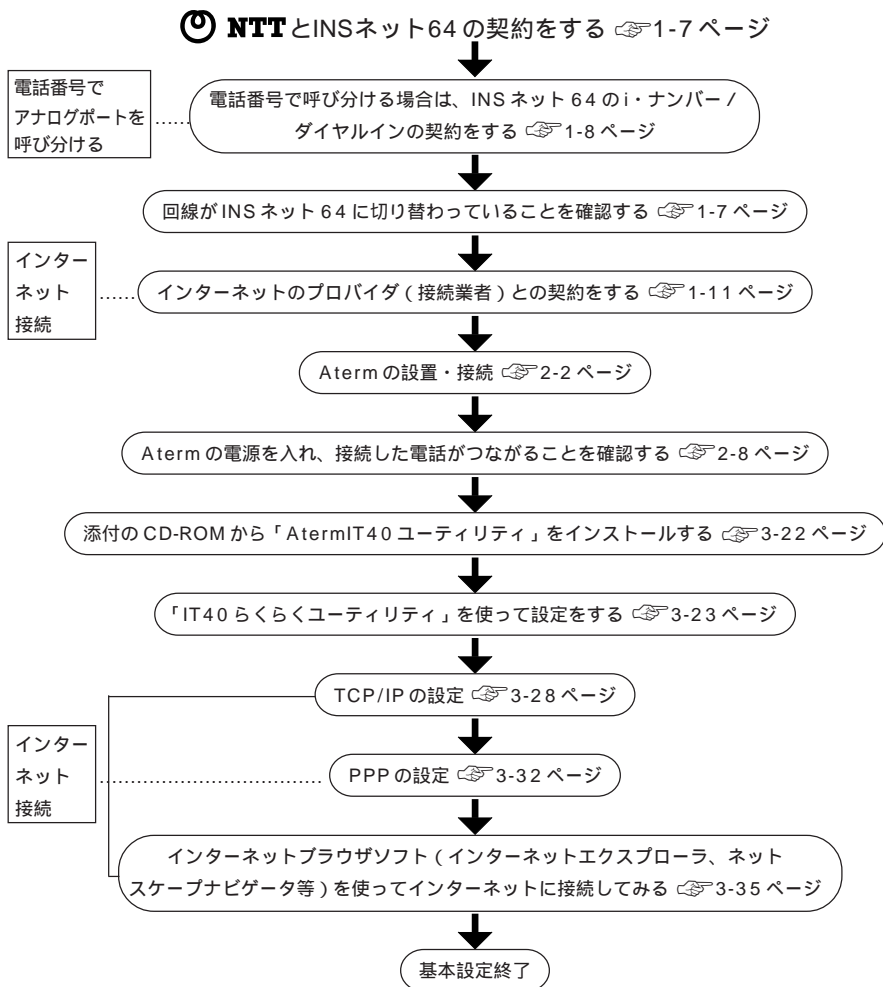 NTTとINSネット64の契約をする ☞1-7ページ
電話番号で
アナログポートを
呼び分ける
電話番号で呼び分ける場合は、INSネット64のi・ナンバー/
ダイヤルインの契約をする ☞1-8ページ
回線がINSネット64に切り替わっていることを確認する ☞1-7ページ
インター
ネット
接続
インターネットのプロバイダ(接続業者)との契約をする ☞1-11ページ
Atermの設置・接続 ☞2-2ページ
Atermの電源を入れ、接続した電話がつながることを確認する ☞2-8ページ
添付のCD-ROMから「AtermIT40ユーティリティ」をインストールする ☞3-22ページ
「IT40らくらくユーティリティ」を使って設定をする ☞3-23ページ
TCP/IPの設定 ☞3-28ページ
インター
ネット
接続
PPPの設定 ☞3-32ページ
インターネットブラウザソフト(インターネットエクスプローラ、ネット
スケープナビゲータ等)を使ってインターネットに接続してみる ☞3-35ページ
基本設定終了